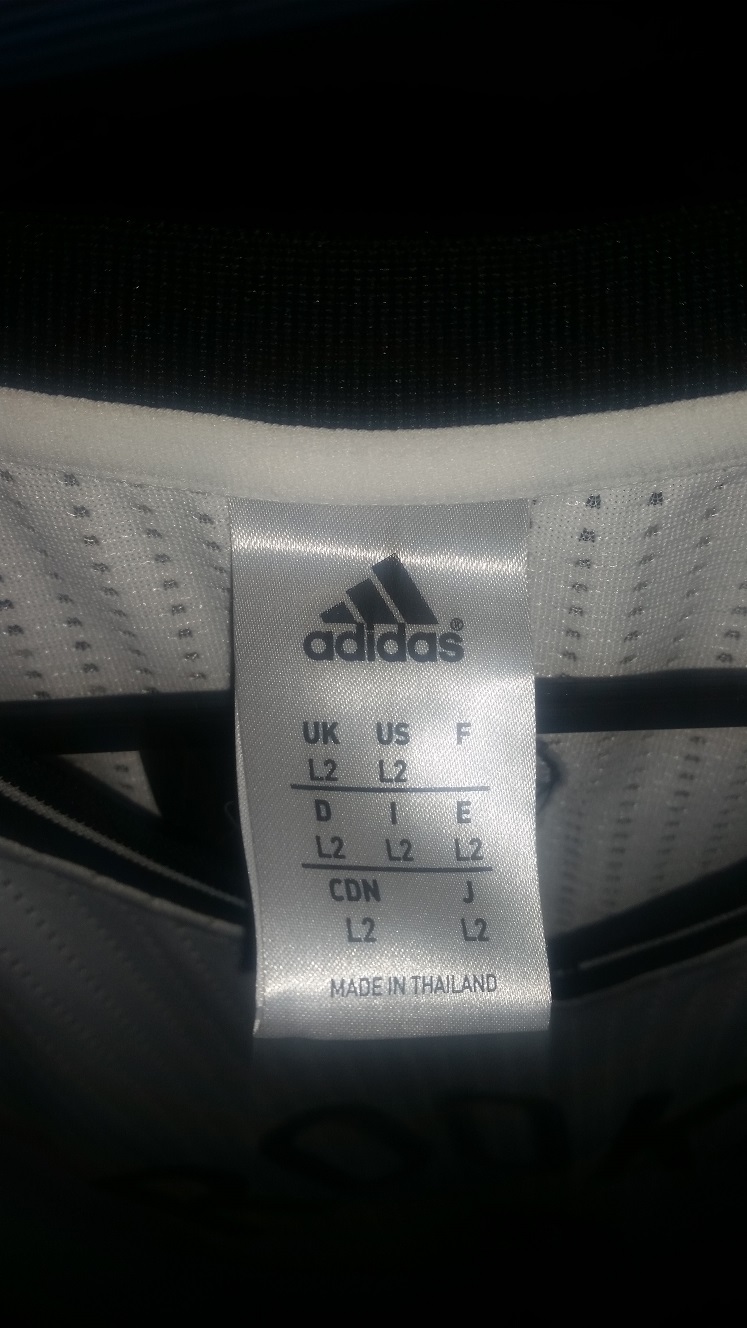 adidas®
UK US F
L2 L2
D I E
L2 L2 L2
CDN J
L2 L2
MADE IN THAILAND